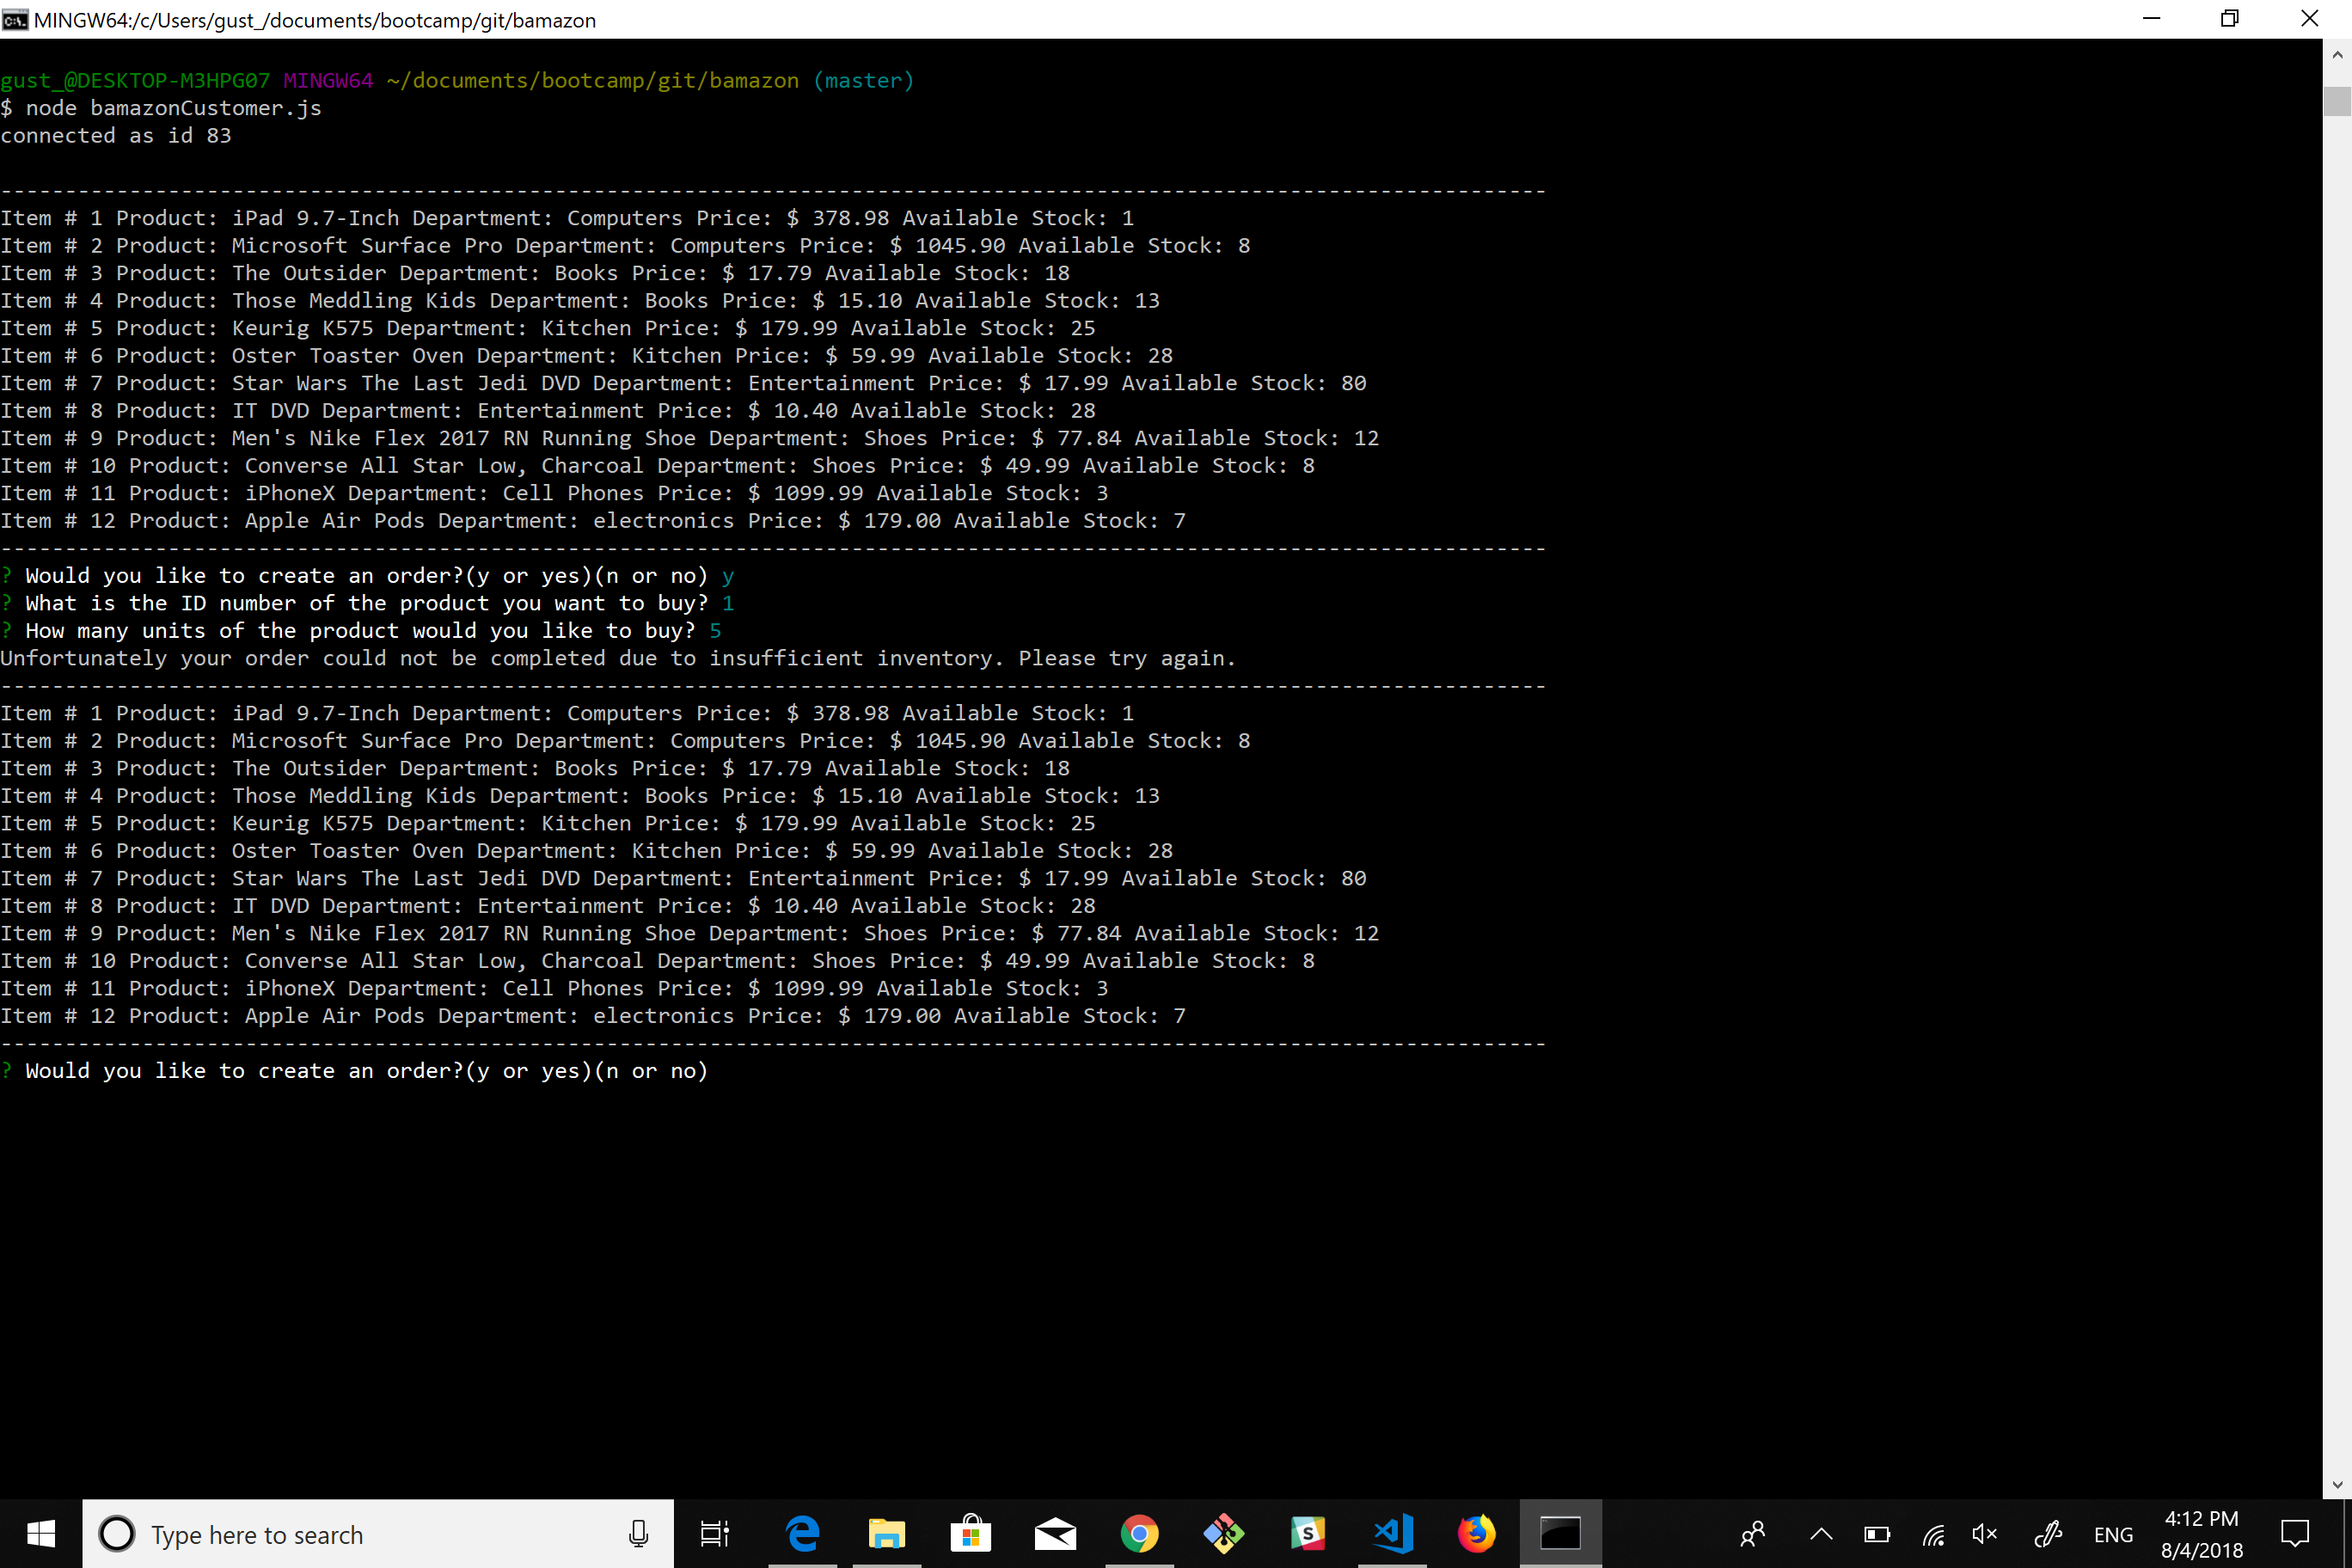 MINGW64:/c/Users/gust_/documents/bootcamp/git/bamazon
gust_@DESKTOP-M3HPG07 MINGW64 ~/documents/bootcamp/git/bamazon (master)
$ node bamazonCustomer.js
connected as id 83
------------------------------------------------------------------------------------------------------------------------
Item # 1 Product: iPad 9.7-Inch Department: Computers Price: $ 378.98 Available Stock: 1
Item # 2 Product: Microsoft Surface Pro Department: Computers Price: $ 1045.90 Available Stock: 8
Item # 3 Product: The Outsider Department: Books Price: $ 17.79 Available Stock: 18
Item # 4 Product: Those Meddling Kids Department: Books Price: $ 15.10 Available Stock: 13
Item # 5 Product: Keurig K575 Department: Kitchen Price: $ 179.99 Available Stock: 25
Item # 6 Product: Oster Toaster Oven Department: Kitchen Price: $ 59.99 Available Stock: 28
Item # 7 Product: Star Wars The Last Jedi DVD Department: Entertainment Price: $ 17.99 Available Stock: 80
Item # 8 Product: IT DVD Department: Entertainment Price: $ 10.40 Available Stock: 28
Item # 9 Product: Men's Nike Flex 2017 RN Running Shoe Department: Shoes Price: $ 77.84 Available Stock: 12
Item # 10 Product: Converse All Star Low, Charcoal Department: Shoes Price: $ 49.99 Available Stock: 8
Item # 11 Product: iPhoneX Department: Cell Phones Price: $ 1099.99 Available Stock: 3
Item # 12 Product: Apple Air Pods Department: electronics Price: $ 179.00 Available Stock: 7
------------------------------------------------------------------------------------------------------------------------
? Would you like to create an order?(y or yes)(n or no) y
? What is the ID number of the product you want to buy? 1
? How many units of the product would you like to buy? 5
Unfortunately your order could not be completed due to insufficient inventory. Please try again.
------------------------------------------------------------------------------------------------------------------------
Item # 1 Product: iPad 9.7-Inch Department: Computers Price: $ 378.98 Available Stock: 1
Item # 2 Product: Microsoft Surface Pro Department: Computers Price: $ 1045.90 Available Stock: 8
Item # 3 Product: The Outsider Department: Books Price: $ 17.79 Available Stock: 18
Item # 4 Product: Those Meddling Kids Department: Books Price: $ 15.10 Available Stock: 13
Item # 5 Product: Keurig K575 Department: Kitchen Price: $ 179.99 Available Stock: 25
Item # 6 Product: Oster Toaster Oven Department: Kitchen Price: $ 59.99 Available Stock: 28
Item # 7 Product: Star Wars The Last Jedi DVD Department: Entertainment Price: $ 17.99 Available Stock: 80
Item # 8 Product: IT DVD Department: Entertainment Price: $ 10.40 Available Stock: 28
Item # 9 Product: Men's Nike Flex 2017 RN Running Shoe Department: Shoes Price: $ 77.84 Available Stock: 12
Item # 10 Product: Converse All Star Low, Charcoal Department: Shoes Price: $ 49.99 Available Stock: 8
Item # 11 Product: iPhoneX Department: Cell Phones Price: $ 1099.99 Available Stock: 3
Item # 12 Product: Apple Air Pods Department: electronics Price: $ 179.00 Available Stock: 7
------------------------------------------------------------------------------------------------------------------------
? Would you like to create an order?(y or yes)(n or no)
Type here to search
ENG
4:12 PM
8/4/2018